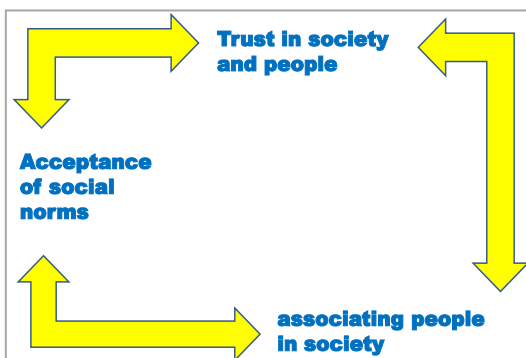 Trust in society
and people
Acceptance
of social
norms
associating people
in society